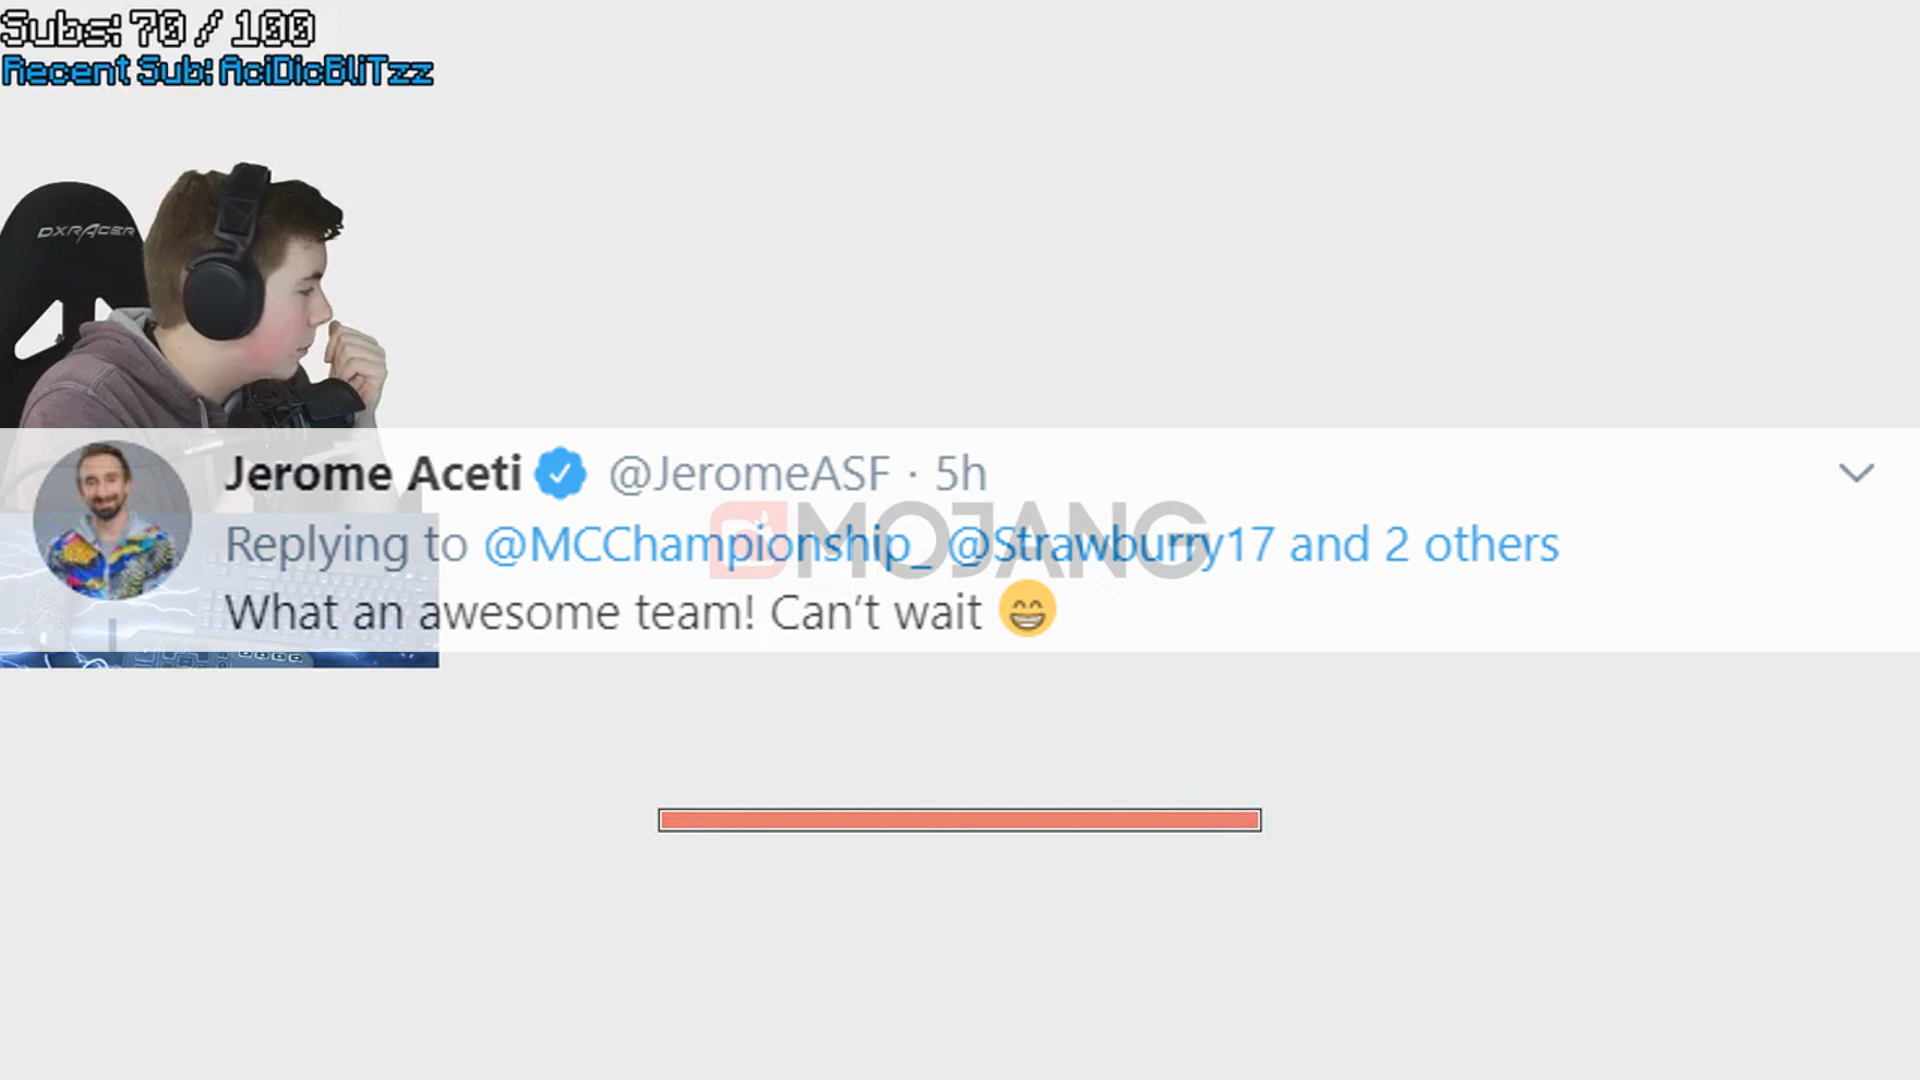 Subs: 70 / 100
Recent Sub: AciDicBliTzz
DXRACER
Jerome Aceti @JeromeASF · 5h
Replying to @MCChampionship_ @Strawburry17 and 2 others
MOJANG
What an awesome team! Can't wait 😁